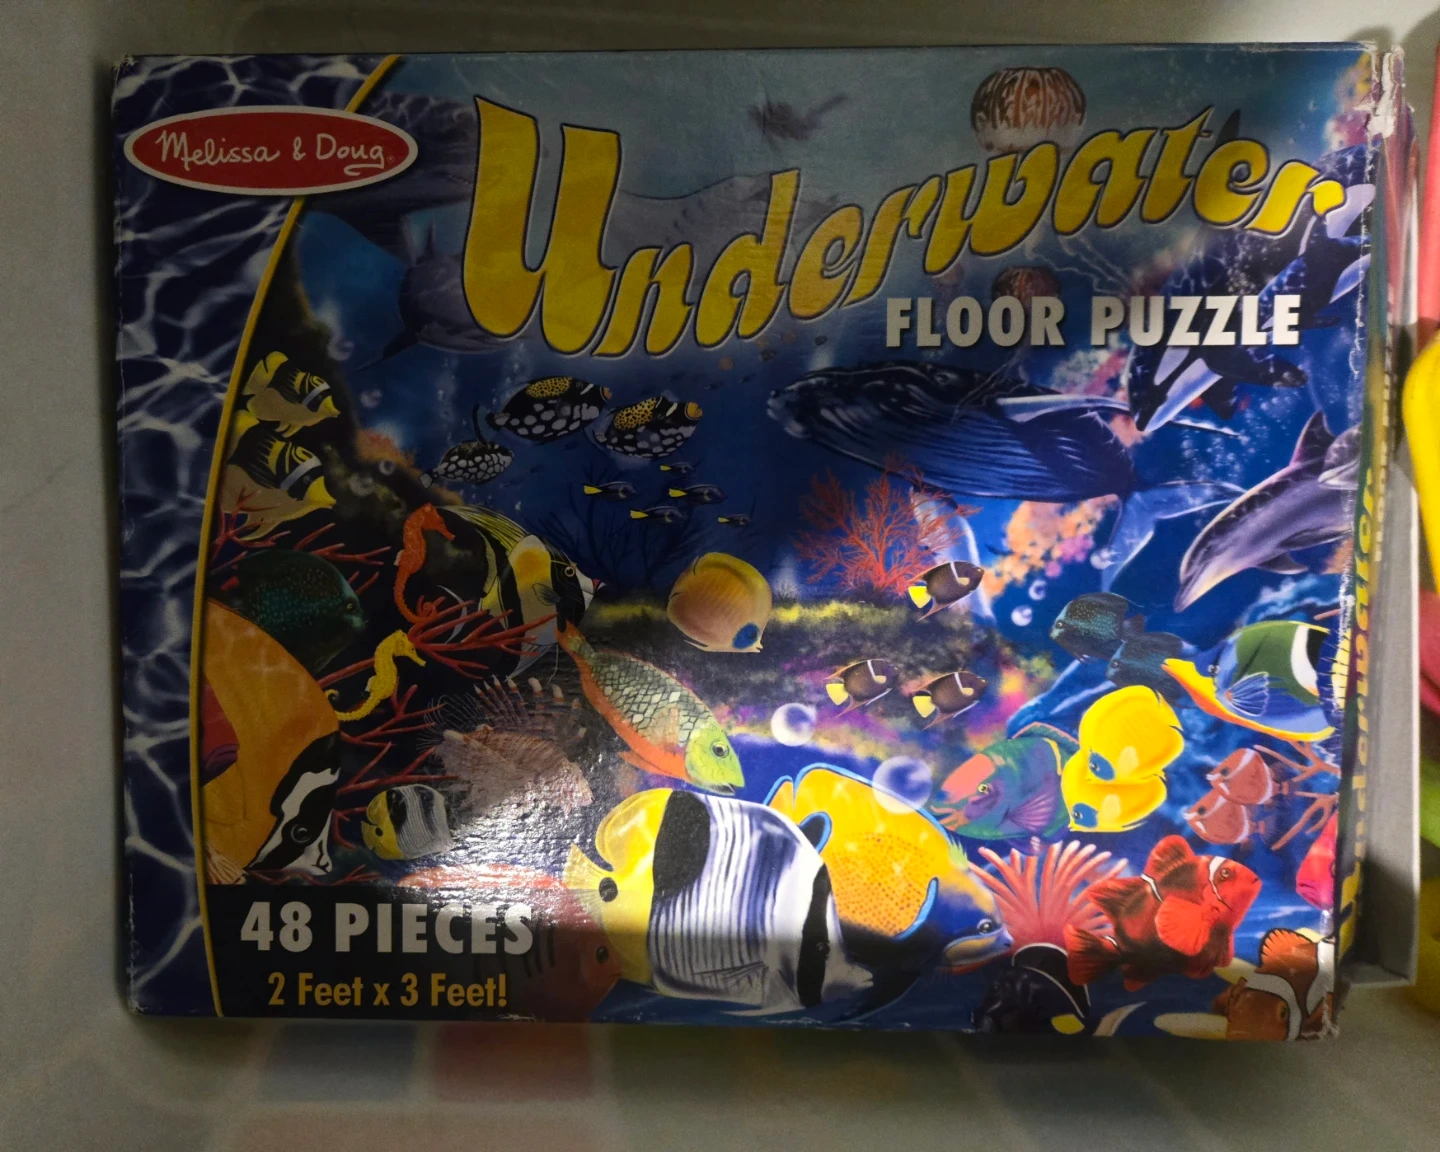 Melissa & Doug
Underwater
FLOOR PUZZLE
48 PIECES
2 Feet x 3 Feet!